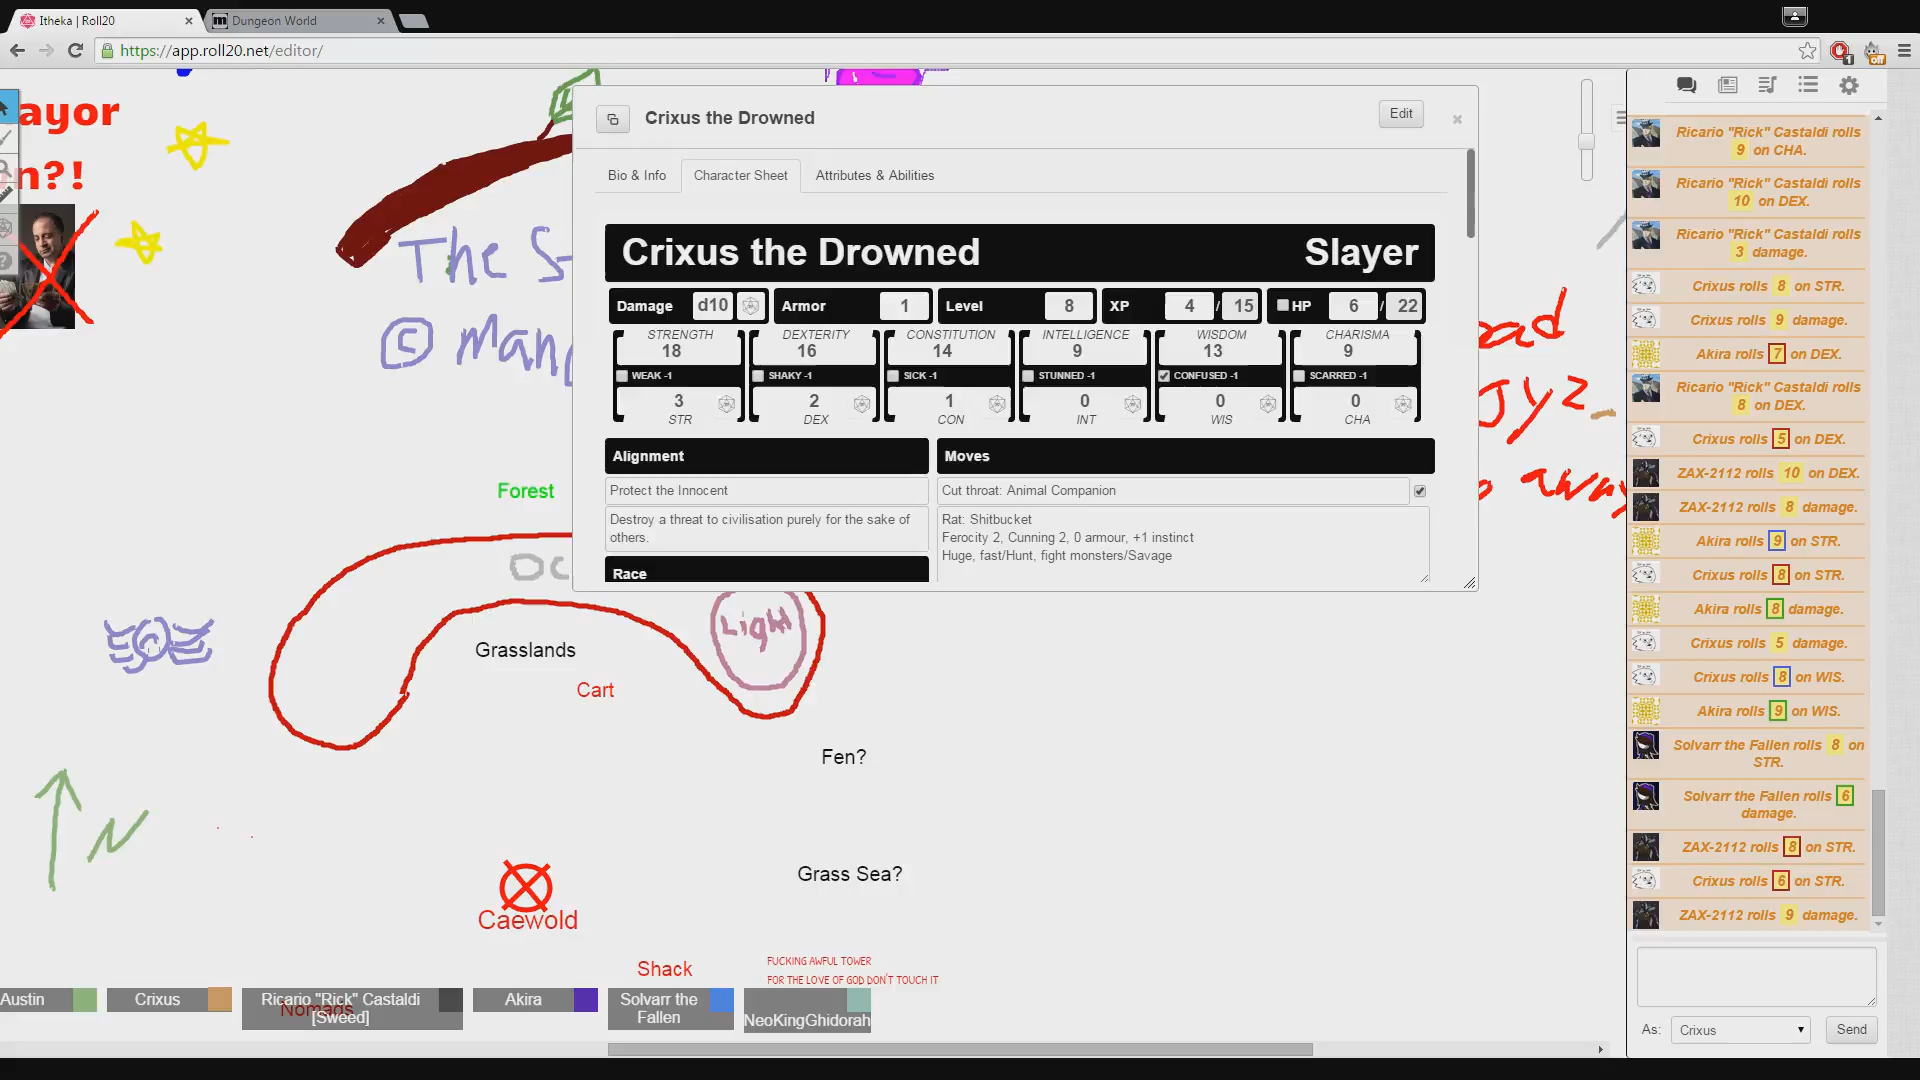 Itheka | Roll20
Dungeon World
https://app.roll20.net/editor/
ayor
n?!
The S
© man
Forest
Oc
Grasslands
Cart
Light
Fen?
Grass Sea?
N
Caewold
Shack
Nomads
FUCKING AWFUL TOWER
FOR THE LOVE OF GOD DON'T TOUCH IT
away
Crixus the Drowned
Edit
Bio & Info
Character Sheet
Attributes & Abilities
Crixus the Drowned Slayer
Damage d10 Armor 1 Level 8 XP 4 / 15 HP 6 / 22
STRENGTH DEXTERITY CONSTITUTION INTELLIGENCE WISDOM CHARISMA
18 16 14 9 13 9
WEAK -1 SHAKY -1 SICK -1 STUNNED -1 CONFUSED -1 SCARRED -1
3 2 1 0 0 0
STR DEX CON INT WIS CHA
Alignment
Protect the Innocent
Destroy a threat to civilisation purely for the sake of
others.
Race
Moves
Cut throat: Animal Companion
Rat: Shitbucket
Ferocity 2, Cunning 2, 0 armour, +1 instinct
Huge, fast/Hunt, fight monsters/Savage
Ricario "Rick" Castaldi rolls
9 on CHA.
Ricario "Rick" Castaldi rolls
10 on DEX.
Ricario "Rick" Castaldi rolls
3 damage.
Crixus rolls 8 on STR.
Crixus rolls 9 damage.
Akira rolls 7 on DEX.
Ricario "Rick" Castaldi rolls
8 on DEX.
Crixus rolls 5 on DEX.
ZAX-2112 rolls 10 on DEX.
ZAX-2112 rolls 8 damage.
Akira rolls 9 on STR.
Crixus rolls 8 on STR.
Akira rolls 8 damage.
Crixus rolls 5 damage.
Crixus rolls 8 on WIS.
Akira rolls 9 on WIS.
Solvarr the Fallen rolls 8 on
STR.
Solvarr the Fallen rolls 6
damage.
ZAX-2112 rolls 8 on STR.
Crixus rolls 6 on STR.
ZAX-2112 rolls 9 damage.
As: Crixus Send
Austin
Crixus
Ricario "Rick" Castaldi
[Sweed]
Akira
Solvarr the
Fallen
NeoKingGhidorah